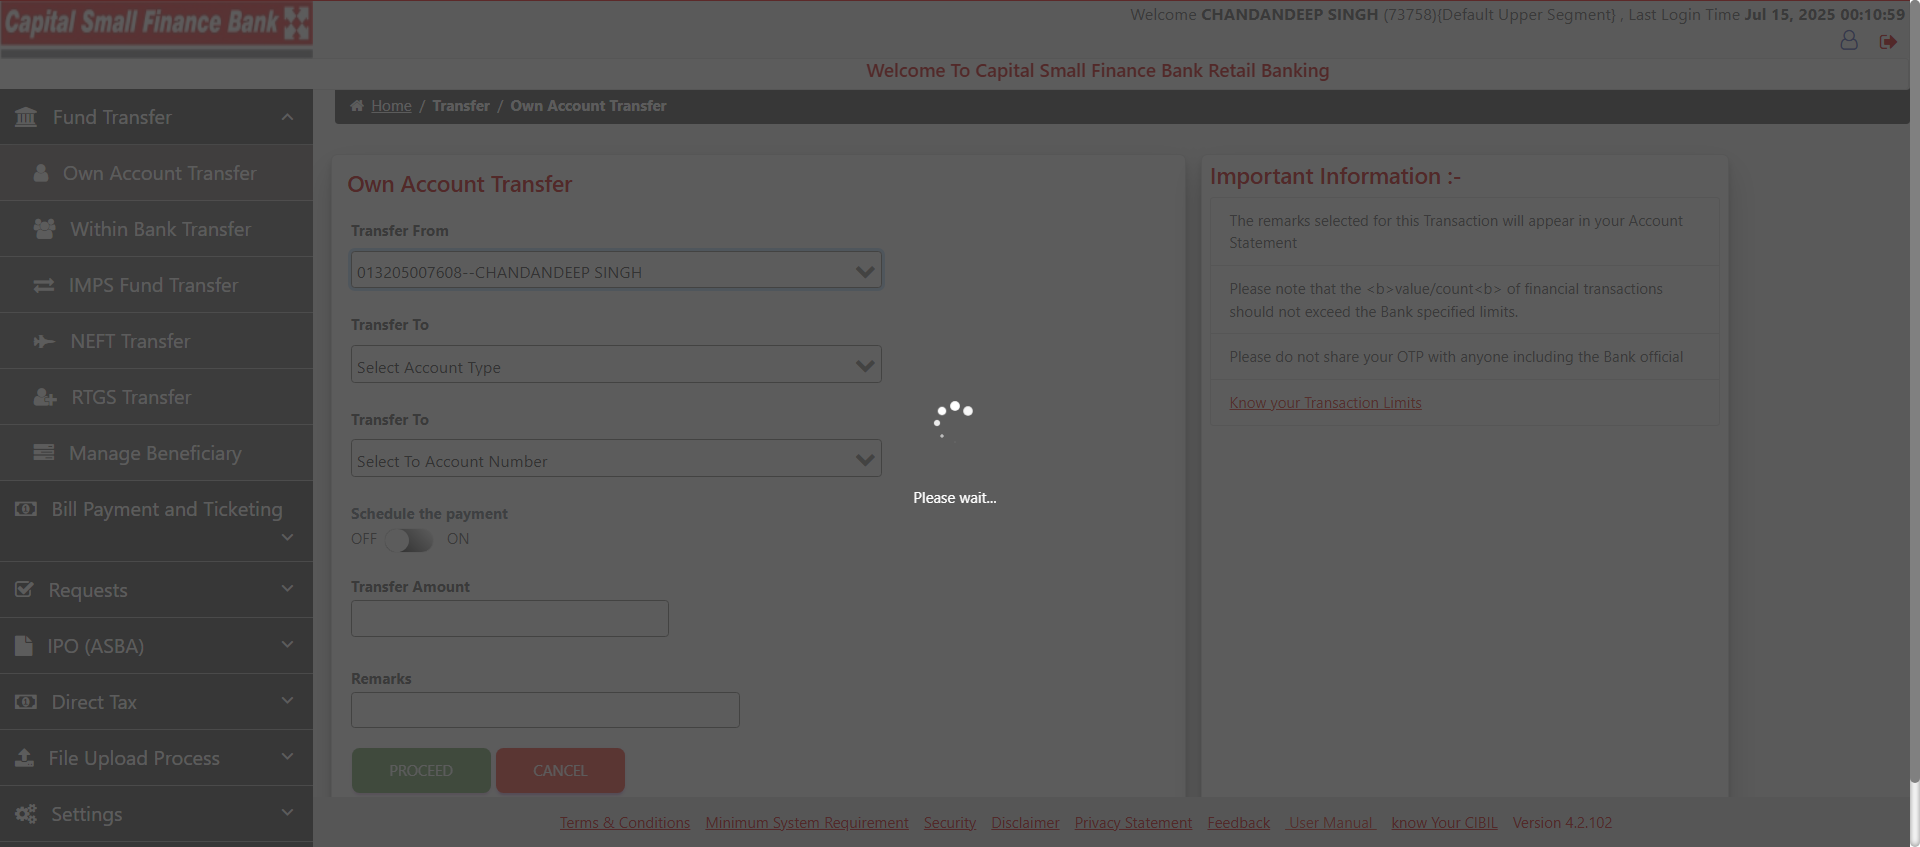 Capital Small Finance Bank
Welcome CHANDANDEEP SINGH (73758){Default Upper Segment} , Last Login Time Jul 15, 2025 00:10:59
Welcome To Capital Small Finance Bank Retail Banking
Home / Transfer / Own Account Transfer
Fund Transfer
Own Account Transfer
Within Bank Transfer
IMPS Fund Transfer
NEFT Transfer
RTGS Transfer
Manage Beneficiary
Bill Payment and Ticketing
Requests
IPO (ASBA)
Direct Tax
File Upload Process
Settings
Own Account Transfer
Transfer From
013205007608--CHANDANDEEP SINGH
Transfer To
Select Account Type
Transfer To
Select To Account Number
Schedule the payment
OFF ON
Transfer Amount
Remarks
PROCEED CANCEL
Please wait...
Important Information :-
The remarks selected for this Transaction will appear in your Account
Statement
Please note that the <b>value/count<b> of financial transactions
should not exceed the Bank specified limits.
Please do not share your OTP with anyone including the Bank official
Know your Transaction Limits
Terms & Conditions Minimum System Requirement Security Disclaimer Privacy Statement Feedback User Manual know Your CIBIL Version 4.2.102